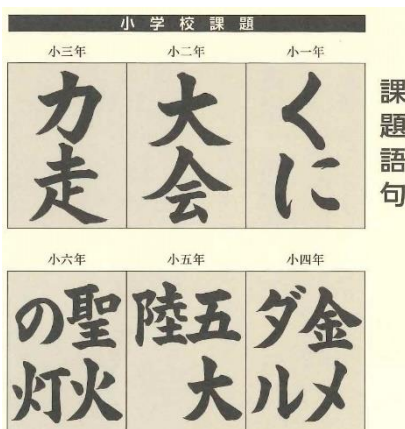 小学校課題
課題語句
小一年
くに
小二年
大会
小三年
力走
小四年
金メ
ダル
小五年
五大
陸
小六年
聖火
の灯